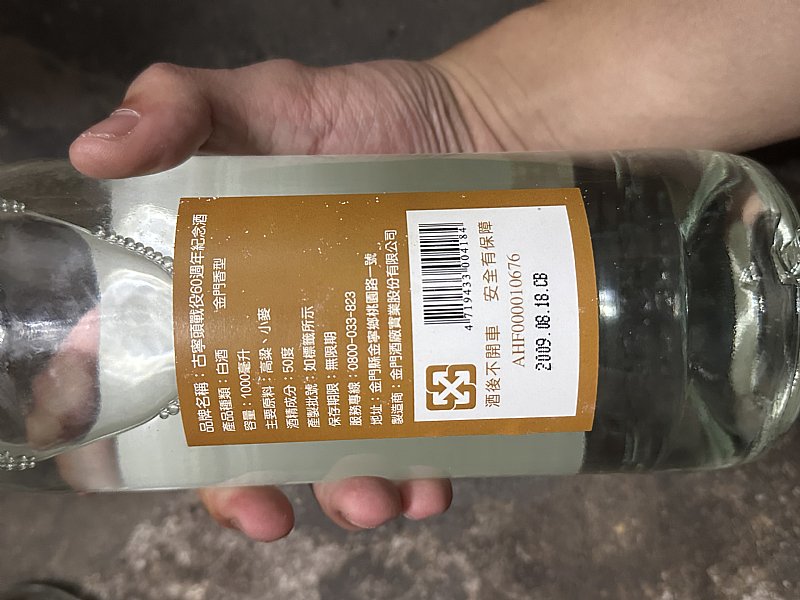 品牌名稱：古寧頭戰役60週年紀念酒
金門香型
產品種類：白酒
容量：1000毫升
主要原料：高粱、小麥
酒精成分：50度
產製批號：如標籤所示
保存期限：無限期
服務專線：0800-033-823
地址：金門縣金寧鄉桃園路一號
製造商：金門酒廠實業股份有限公司
4 719433 004184
酒後不開車 安全有保障
AHF000010676
2009.08.18.CB